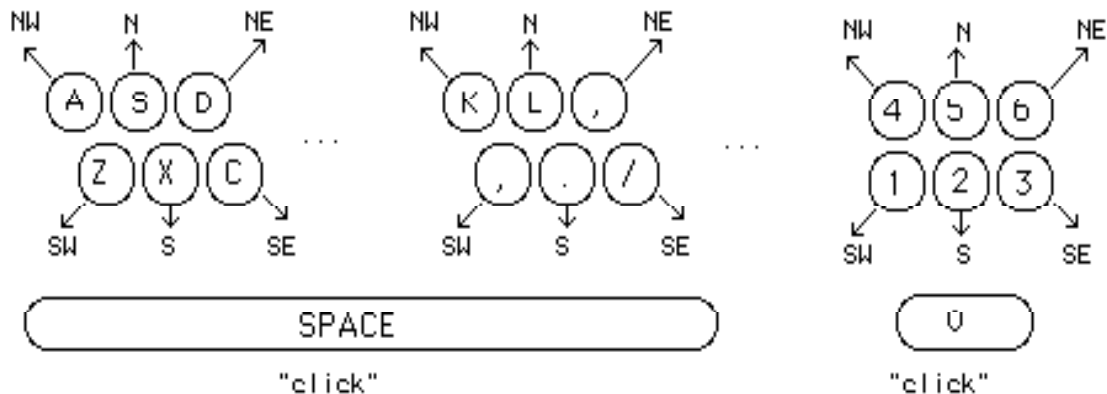 NW N NE NW N NE NW N NE
A S D K L , 4 5 6
... ...
Z X C , . / 1 2 3
SW S SE SW S SE SW S SE
SPACE 0
"click" "click"